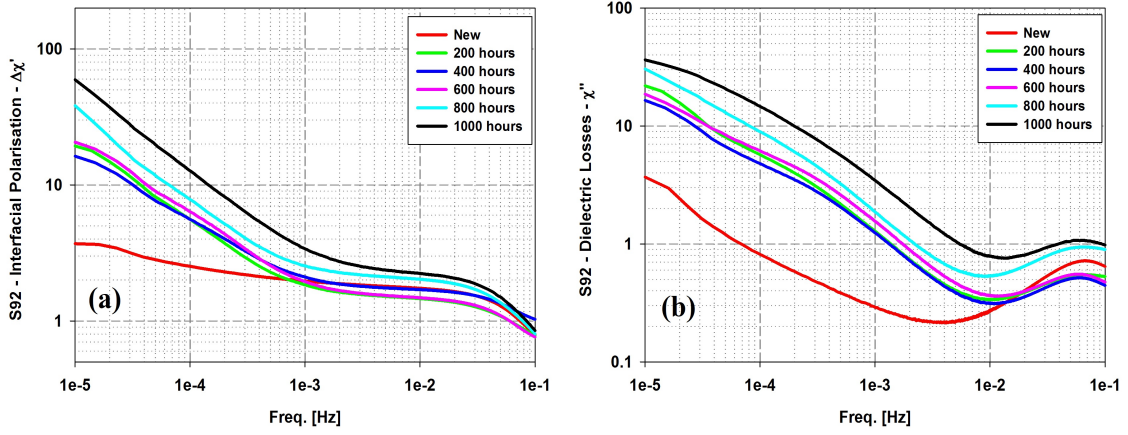 S92 - Interfacial Polarisation - Δχ'
100
10
1
New
200 hours
400 hours
600 hours
800 hours
1000 hours
(a)
1e-5 1e-4 1e-3 1e-2 1e-1
Freq. [Hz]
S92 - Dielectric Losses - χ"
100
10
1
0.1
New
200 hours
400 hours
600 hours
800 hours
1000 hours
(b)
1e-5 1e-4 1e-3 1e-2 1e-1
Freq. [Hz]